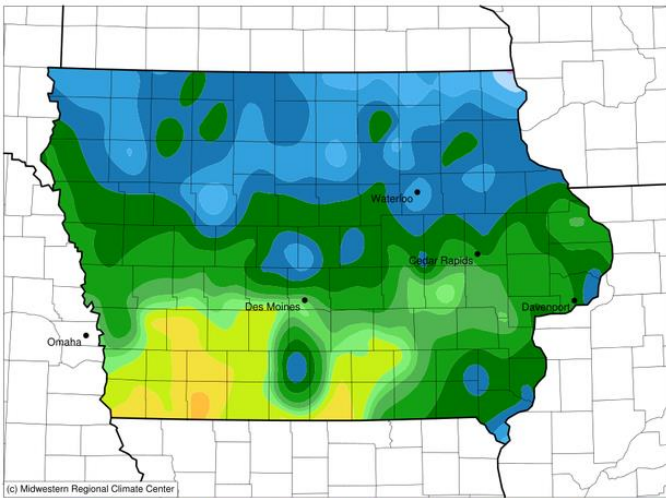 Waterloo
Cedar Rapids
Des Moines
Davenport
Omaha
(c) Midwestern Regional Climate Center